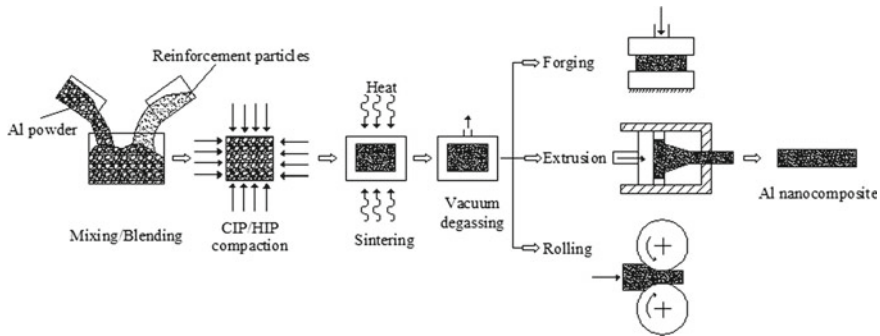 Reinforcement particles
Al powder
Mixing/Blending
CIP/HIP
compaction
Heat
Sintering
Vacuum
degassing
Forging
Extrusion
Rolling
Al nanocomposite